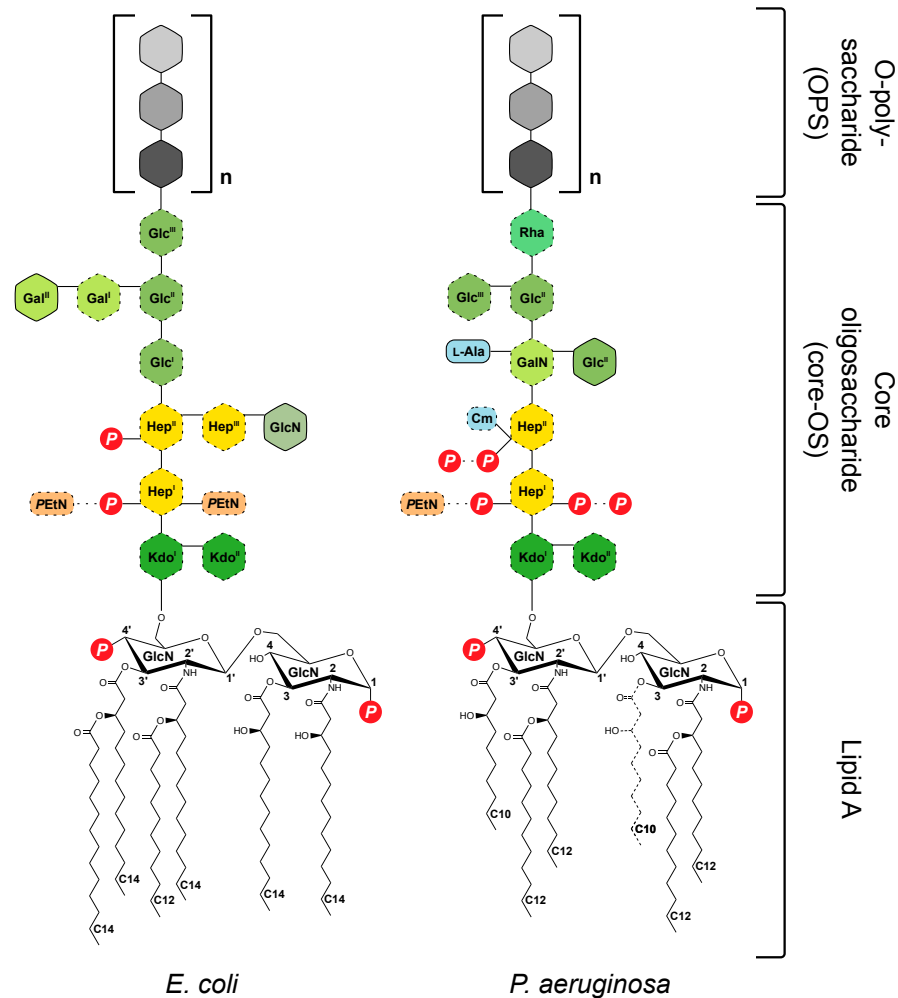 n
n
O-poly-
saccharide
(OPS)
Glc^III
Rha
Gal^II Gal^I Glc^II
Glc^III Glc^II
Glc^I
L-Ala GalN Glc^II
Core
oligosaccharide
(core-OS)
Hep^II Hep^III GlcN
P
Cm Hep^II
P P
PEtN P Hep^I PEtN
PEtN P Hep^I P P
Kdo^I Kdo^II
Kdo^I Kdo^II
O
O
P 4' GlcN O 2' 3' 1' O
4 HO GlcN O 2 3 1 P
O O NH O O NH
O O O O HO HO
C14 C14 C12 C14 C14 C14
P 4' GlcN O 2' 3' 1' O
4 HO GlcN O 2 3 1 P
O O NH O O NH
HO O O HO O O
C10 C12 C12 C10 C12 C12
Lipid A
E. coli
P. aeruginosa